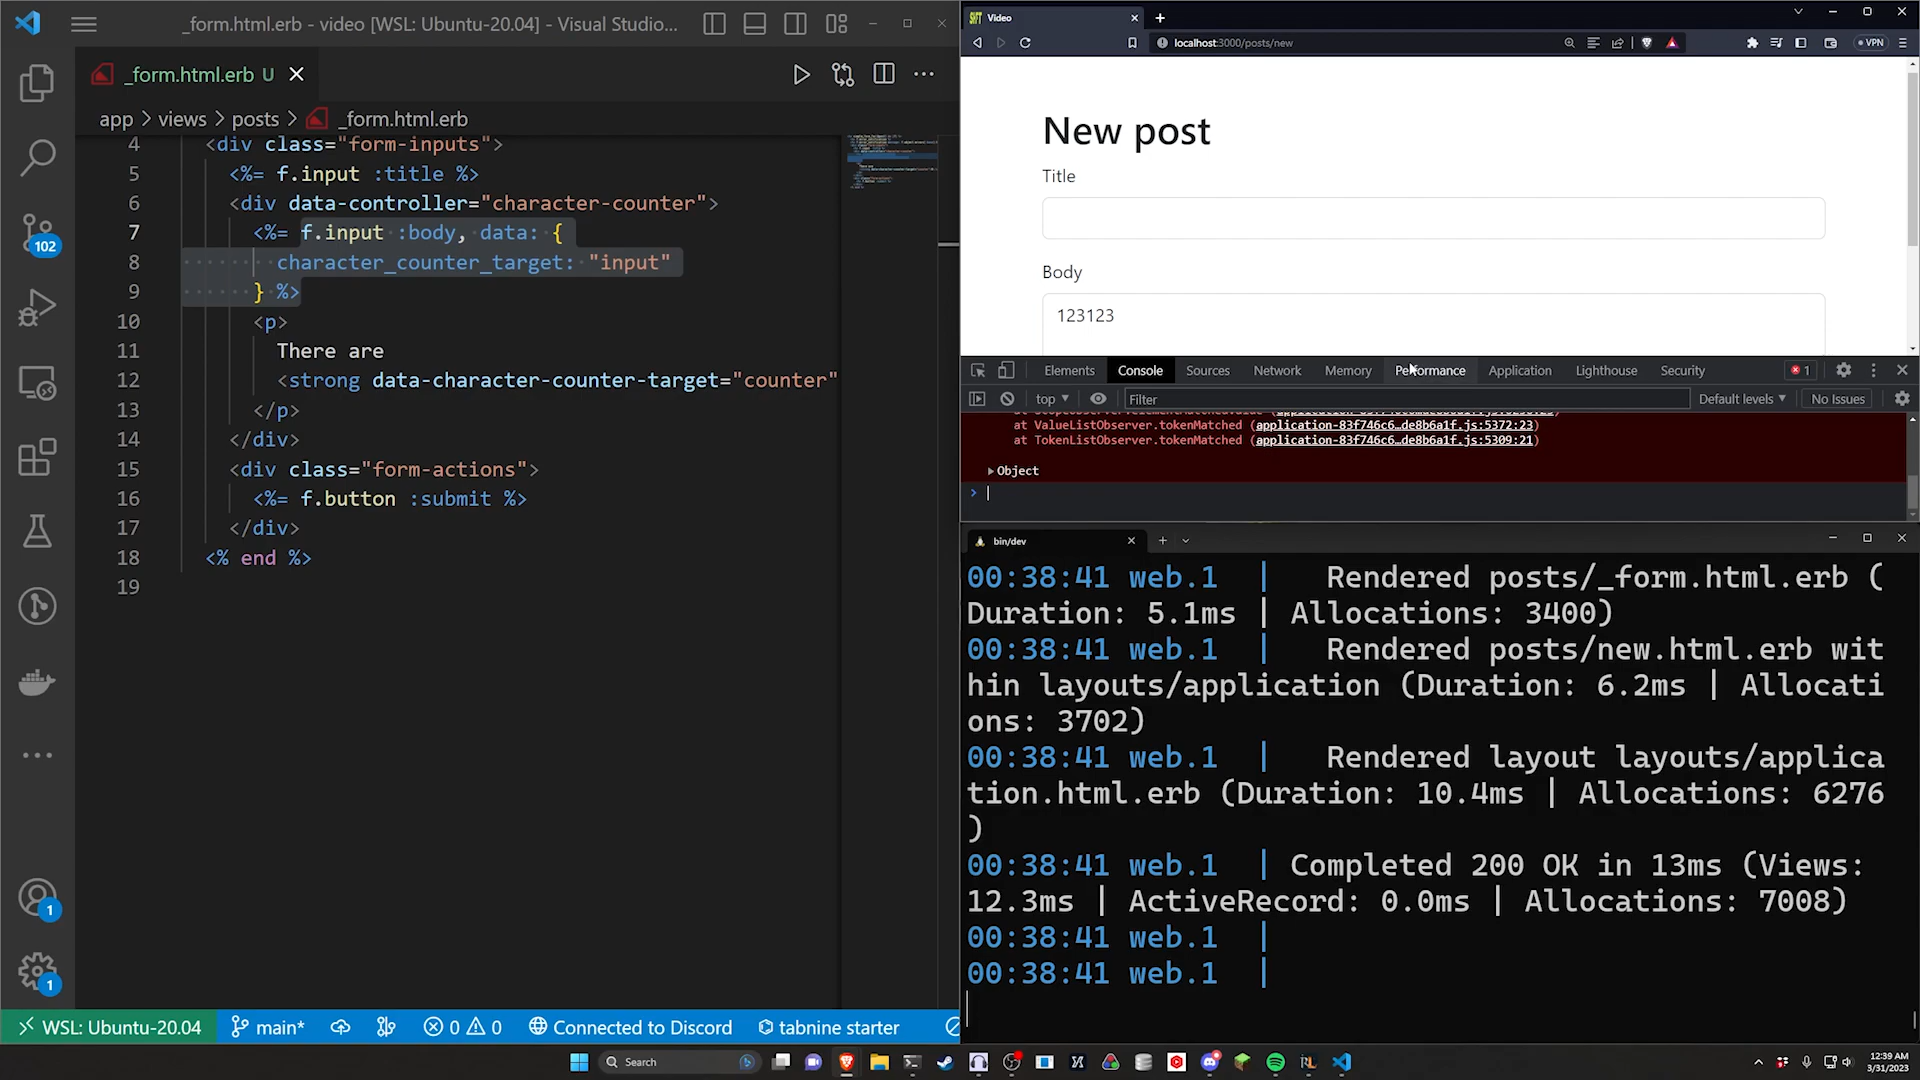 _form.html.erb - video [WSL: Ubuntu-20.04] - Visual Studio...
_form.html.erb U
app > views > posts > _form.html.erb
4 <div class="form-inputs">
5 <%= f.input :title %>
6 <div data-controller="character-counter">
7 <%= f.input :body, data: {
8 character_counter_target: "input"
9 } %>
10 <p>
11 There are
12 <strong data-character-counter-target="counter"
13 </p>
14 </div>
15 <div class="form-actions">
16 <%= f.button :submit %>
17 </div>
18 <% end %>
19
102
1
1
WSL: Ubuntu-20.04 main* 0 0 Connected to Discord tabnine starter
Video
localhost:3000/posts/new
VPN
New post
Title
Body
123123
Elements Console Sources Network Memory Performance Application Lighthouse Security 1
top Filter Default levels No Issues
at ValueListObserver.tokenMatched (application-83f746c6…de8b6a1f.js:5372:23)
at TokenListObserver.tokenMatched (application-83f746c6…de8b6a1f.js:5309:21)
Object
bin/dev
00:38:41 web.1 | Rendered posts/_form.html.erb (
Duration: 5.1ms | Allocations: 3400)
00:38:41 web.1 | Rendered posts/new.html.erb wit
hin layouts/application (Duration: 6.2ms | Allocati
ons: 3702)
00:38:41 web.1 | Rendered layout layouts/applica
tion.html.erb (Duration: 10.4ms | Allocations: 6276
)
00:38:41 web.1 | Completed 200 OK in 13ms (Views:
12.3ms | ActiveRecord: 0.0ms | Allocations: 7008)
00:38:41 web.1 |
00:38:41 web.1 |
Search
12:39 AM
3/31/2023